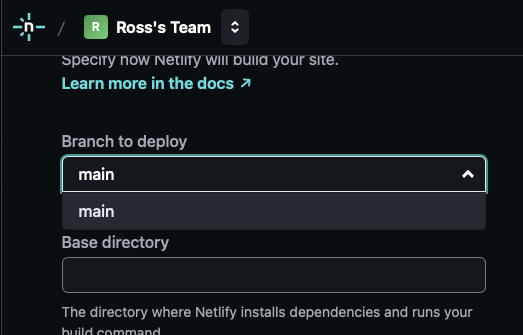 n / R Ross's Team
Specify how Netlify will build your site.
Learn more in the docs ↗
Branch to deploy
main
main
Base directory
The directory where Netlify installs dependencies and runs your
build command.